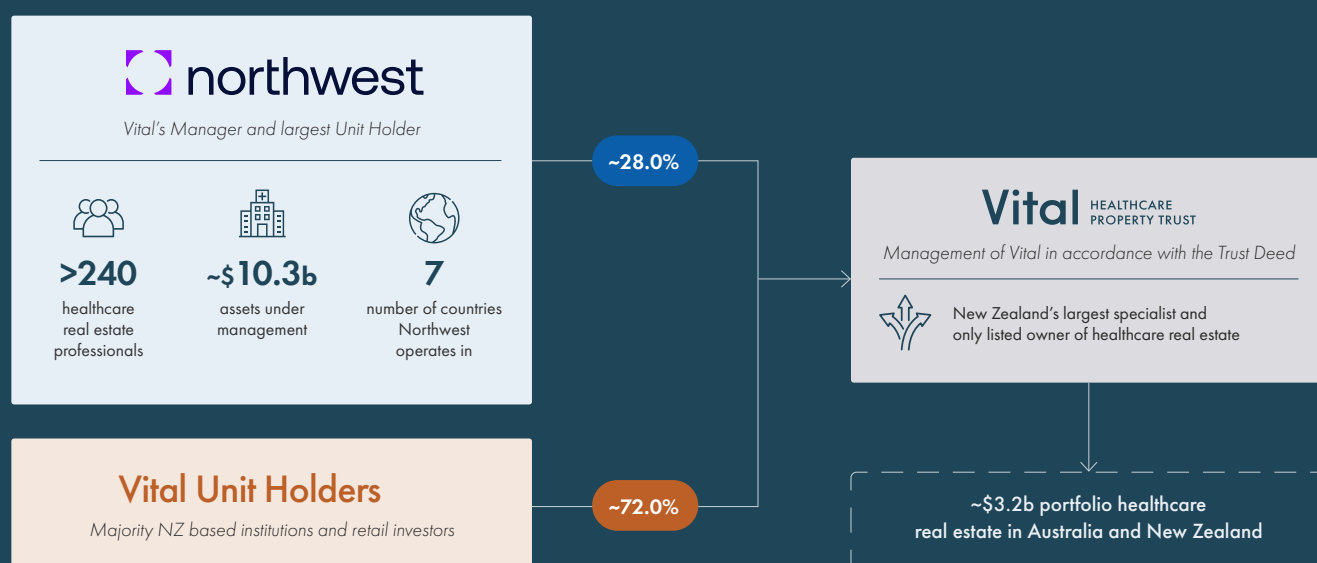 northwest
Vital's Manager and largest Unit Holder
>240
healthcare
real estate
professionals
~$10.3b
assets under
management
7
number of countries
Northwest
operates in
~28.0%
Vital HEALTHCARE
PROPERTY TRUST
Management of Vital in accordance with the Trust Deed
New Zealand's largest specialist and
only listed owner of healthcare real estate
Vital Unit Holders
Majority NZ based institutions and retail investors
~72.0%
~$3.2b portfolio healthcare
real estate in Australia and New Zealand